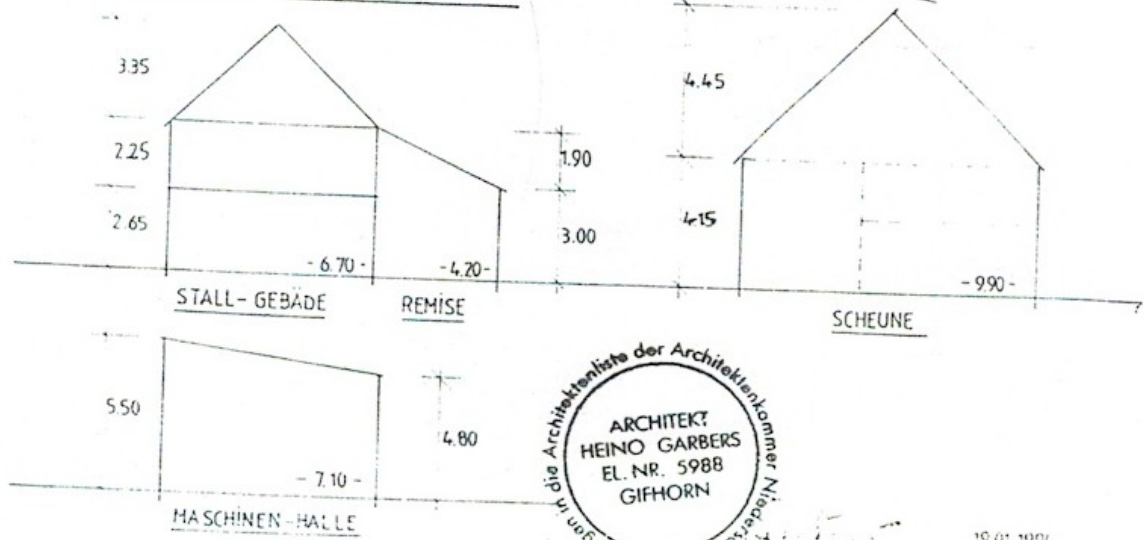 3.35
2.25
2.65
- 6.70 -
-4.20-
1.90
3.00
STALL-GEBÄDE
REMISE
4.45
4.15
- 9.90 -
SCHEUNE
5.50
4.80
- 7.10 -
MASCHINEN-HALLE
in die Architektenliste der Architektenkammer
ARCHITEKT
HEINO GARBERS
EL. NR. 5988
GIFHORN